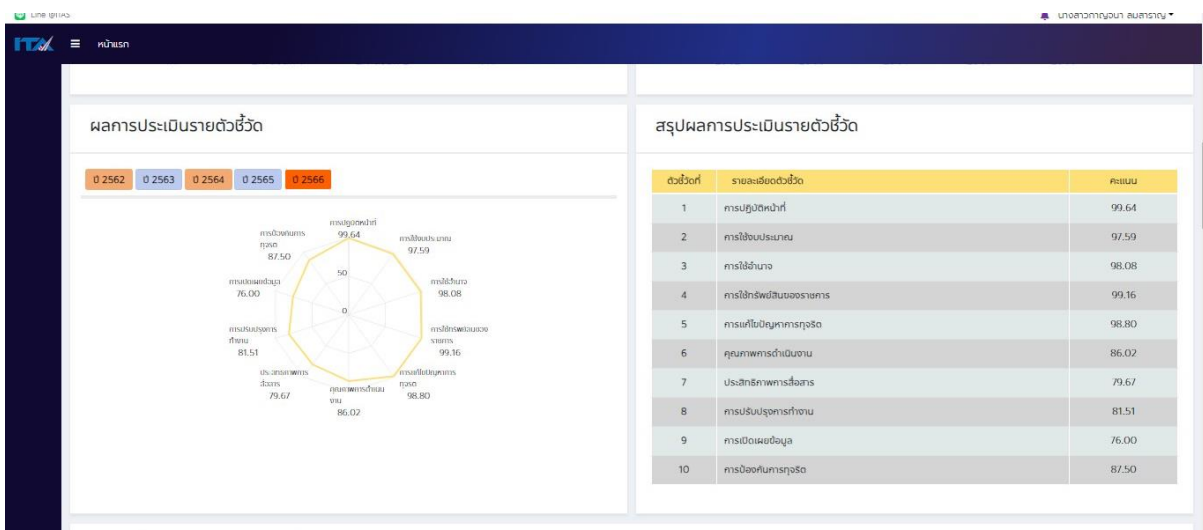 Line @ITAS
ITA
หน้าแรก
ผลการประเมินรายตัวชี้วัด
ปี 2562 ปี 2563 ปี 2564 ปี 2565 ปี 2566
การปฏิบัติหน้าที่
99.64
การใช้งบประมาณ
97.59
การใช้อำนาจ
98.08
การใช้ทรัพย์สินของ
ราชการ
99.16
การแก้ไขปัญหาการ
ทุจริต
98.80
คุณภาพการดำเนิน
งาน
86.02
ประสิทธิภาพการ
สื่อสาร
79.67
การปรับปรุงการ
ทำงาน
81.51
การเปิดเผยข้อมูล
76.00
การป้องกันการ
ทุจริต
87.50
50
0
สรุปผลการประเมินรายตัวชี้วัด
ตัวชี้วัดที่ รายละเอียดตัวชี้วัด คะแนน
1 การปฏิบัติหน้าที่ 99.64
2 การใช้งบประมาณ 97.59
3 การใช้อำนาจ 98.08
4 การใช้ทรัพย์สินของราชการ 99.16
5 การแก้ไขปัญหาการทุจริต 98.80
6 คุณภาพการดำเนินงาน 86.02
7 ประสิทธิภาพการสื่อสาร 79.67
8 การปรับปรุงการทำงาน 81.51
9 การเปิดเผยข้อมูล 76.00
10 การป้องกันการทุจริต 87.50